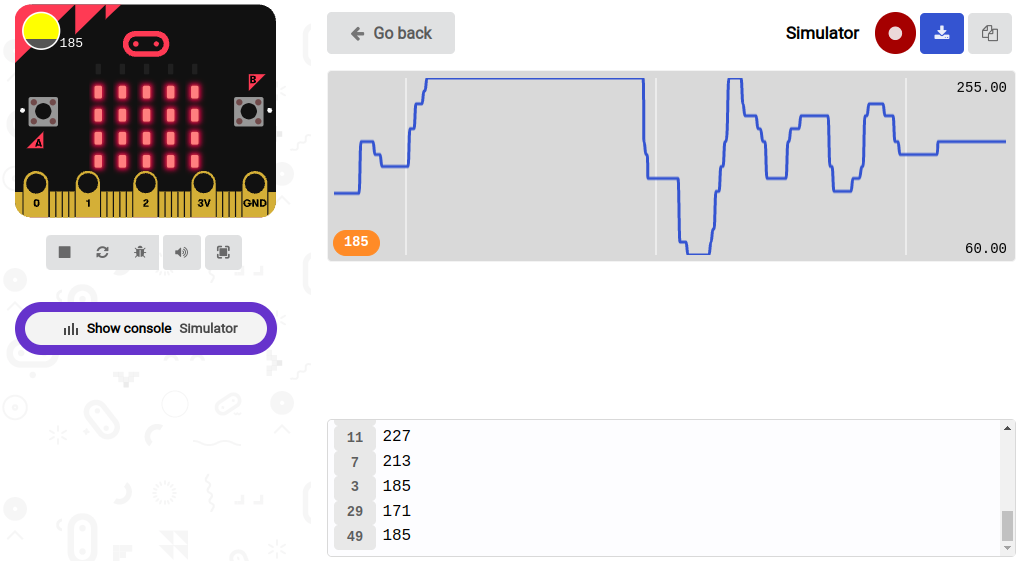 185
B
A
0 1 2 3V GND
Show console Simulator
Go back
Simulator
255.00
185
60.00
11 227
7 213
3 185
29 171
49 185